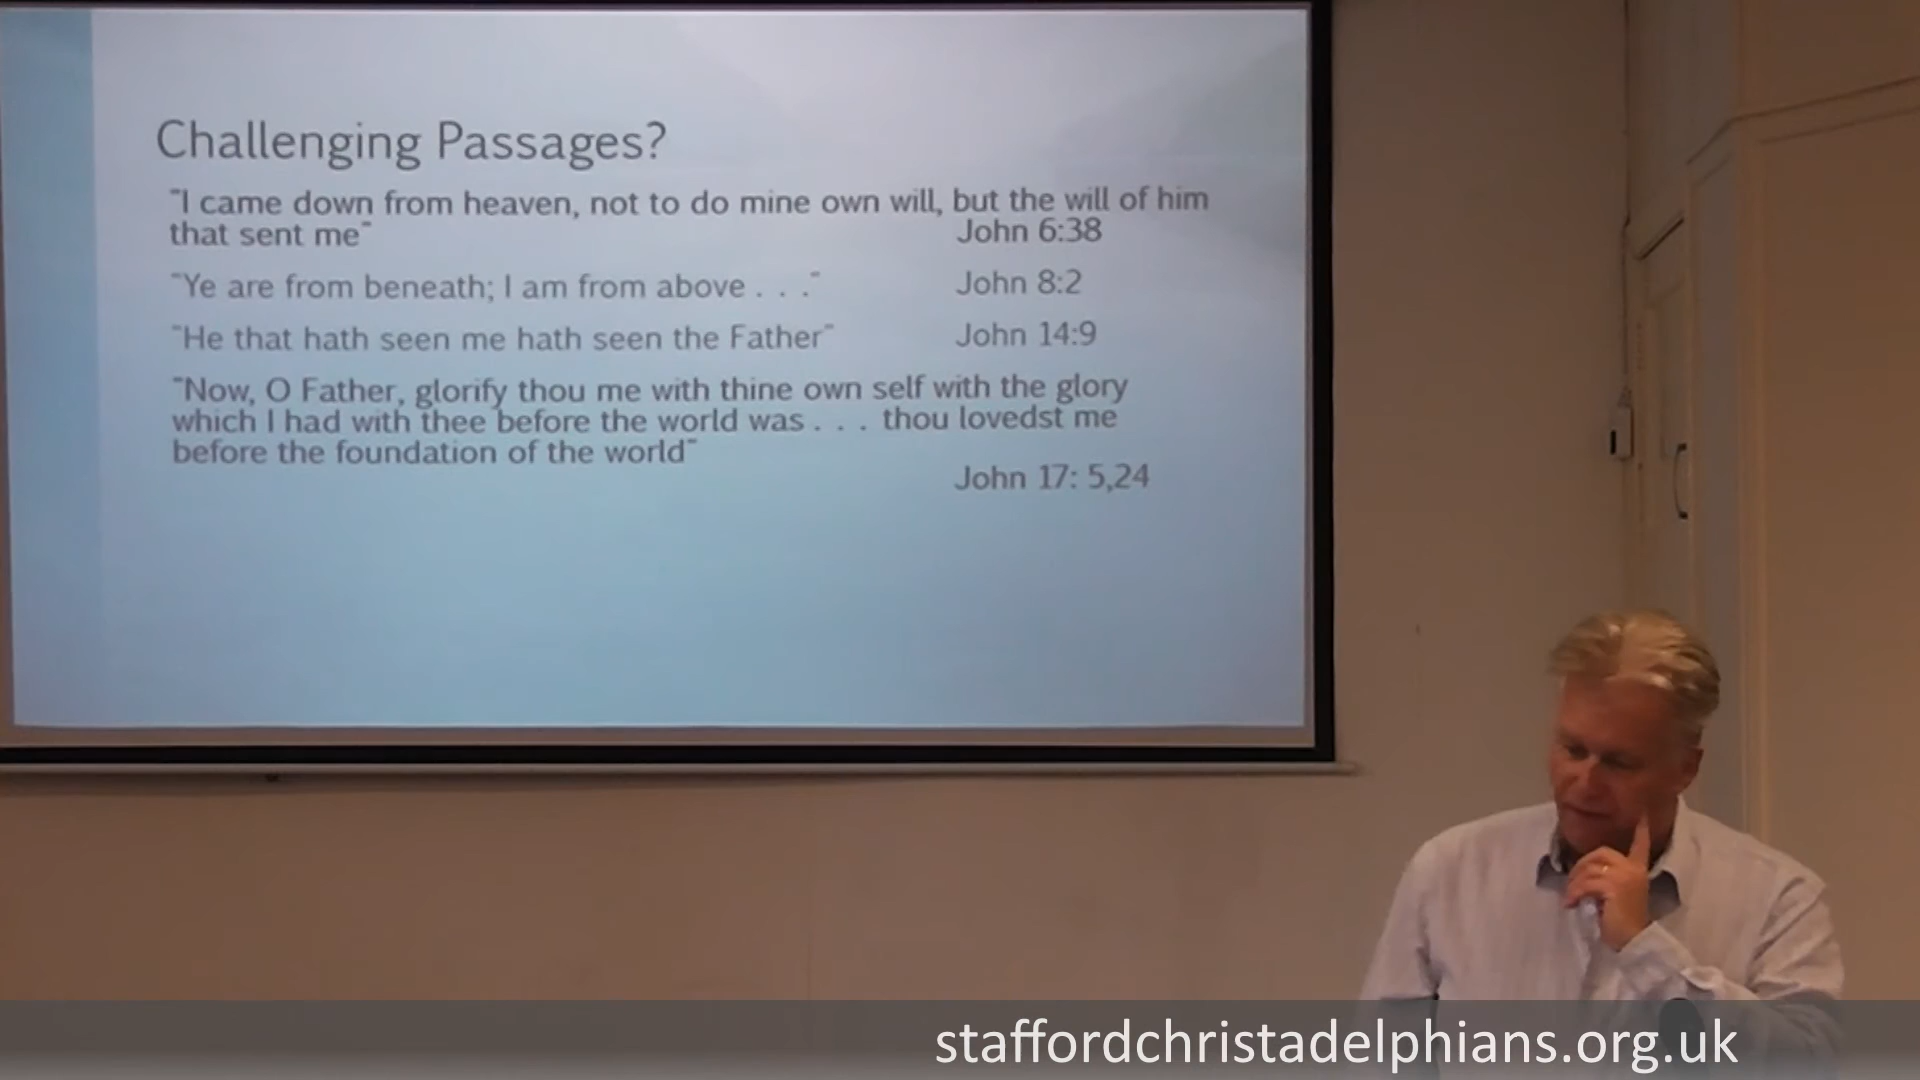 Challenging Passages?
"I came down from heaven, not to do mine own will, but the will of him
that sent me" John 6:38
"Ye are from beneath; I am from above . . ." John 8:2
"He that hath seen me hath seen the Father" John 14:9
"Now, O Father, glorify thou me with thine own self with the glory
which I had with thee before the world was . . . thou lovedst me
before the foundation of the world"
John 17: 5,24
staffordchristadelphians.org.uk